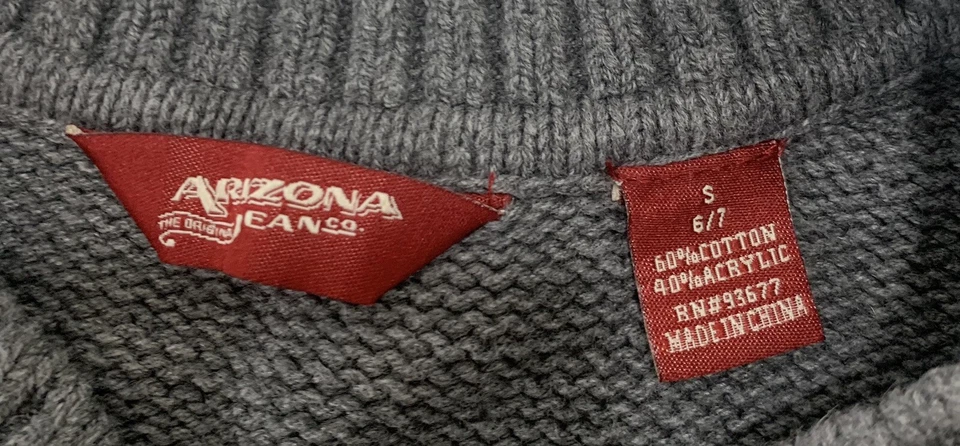 ARIZONA
THE ORIGINAL JEAN CO.
S
6/7
60%COTTON
40%ACRYLIC
RN#93677
MADE IN CHINA